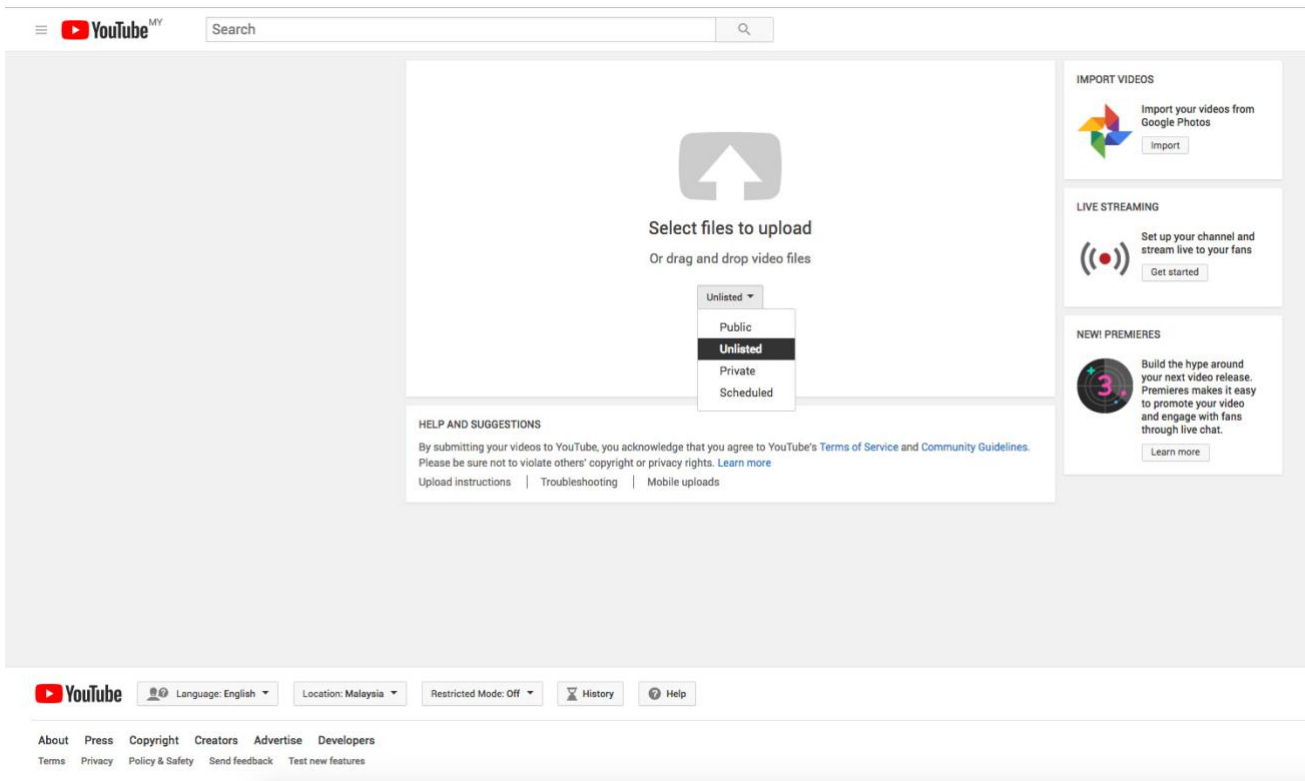 YouTube MY
Search
IMPORT VIDEOS
Import your videos from
Google Photos
Import
Select files to upload
Or drag and drop video files
Unlisted
Public
Unlisted
Private
Scheduled
LIVE STREAMING
Set up your channel and
stream live to your fans
Get started
NEW! PREMIERES
3
Build the hype around
your next video release.
Premieres makes it easy
to promote your video
and engage with fans
through live chat.
Learn more
HELP AND SUGGESTIONS
By submitting your videos to YouTube, you acknowledge that you agree to YouTube's Terms of Service and Community Guidelines.
Please be sure not to violate others' copyright or privacy rights. Learn more
Upload instructions | Troubleshooting | Mobile uploads
YouTube Language: English Location: Malaysia Restricted Mode: Off History Help
About Press Copyright Creators Advertise Developers
Terms Privacy Policy & Safety Send feedback Test new features